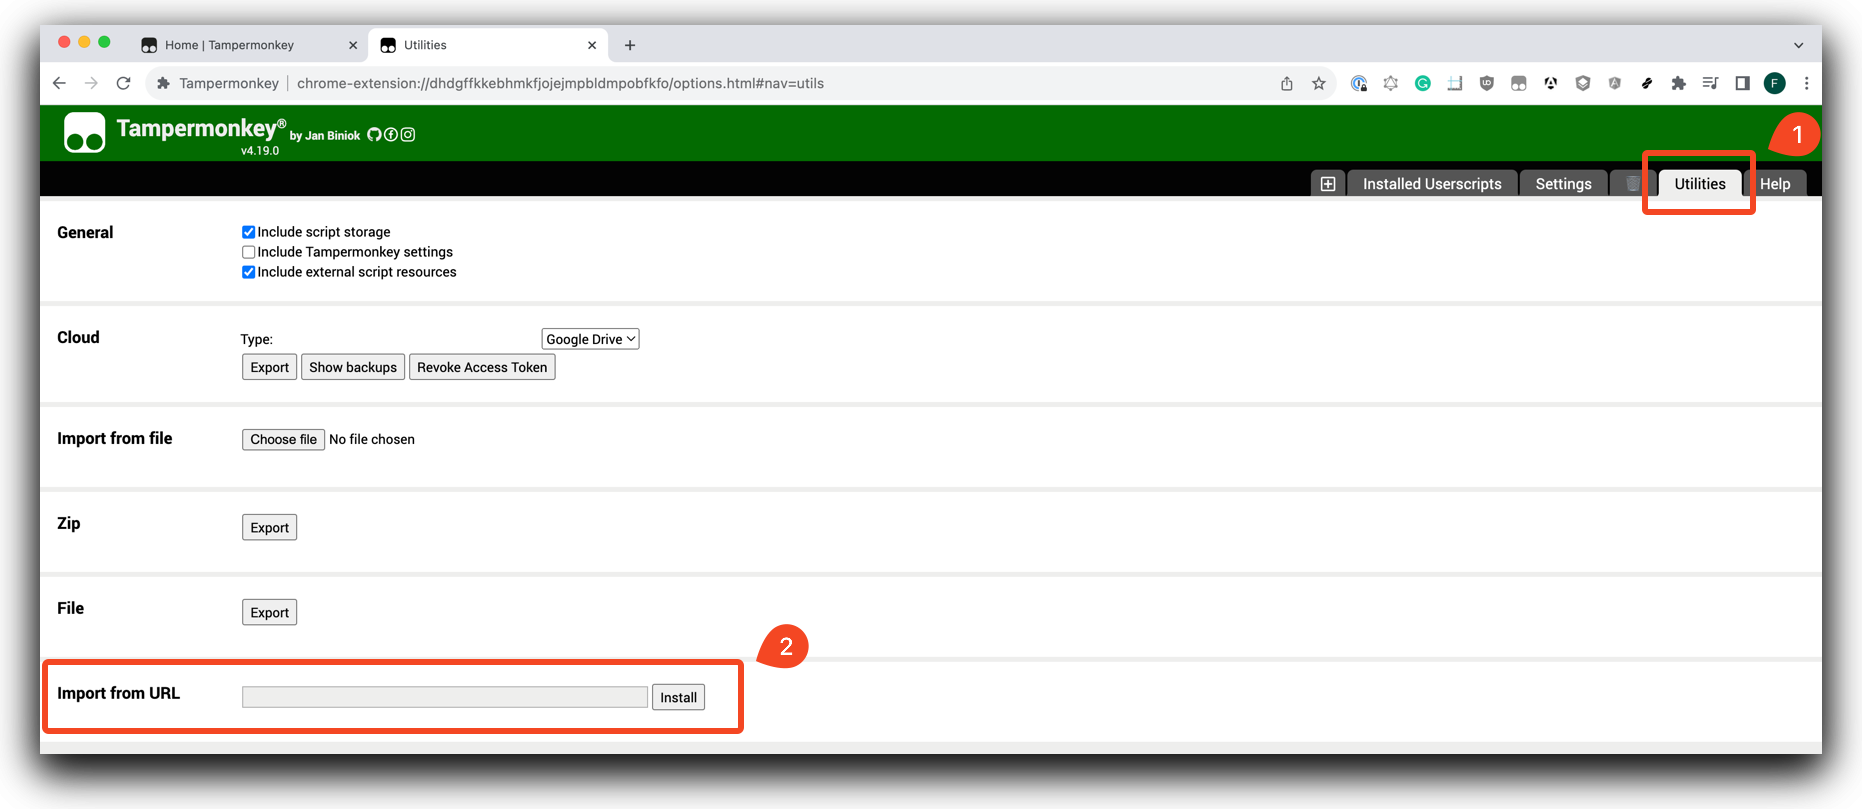 Home | Tampermonkey
Utilities
Tampermonkey | chrome-extension://dhdgffkkebhmkfjojejmpbldmpobfkfo/options.html#nav=utils
F
Tampermonkey® by Jan Biniok
v4.19.0
1
Installed Userscripts
Settings
Utilities
Help
General
Include script storage
Include Tampermonkey settings
Include external script resources
Cloud
Type:
Google Drive
Export
Show backups
Revoke Access Token
Import from file
Choose file No file chosen
Zip
Export
File
Export
2
Import from URL
Install